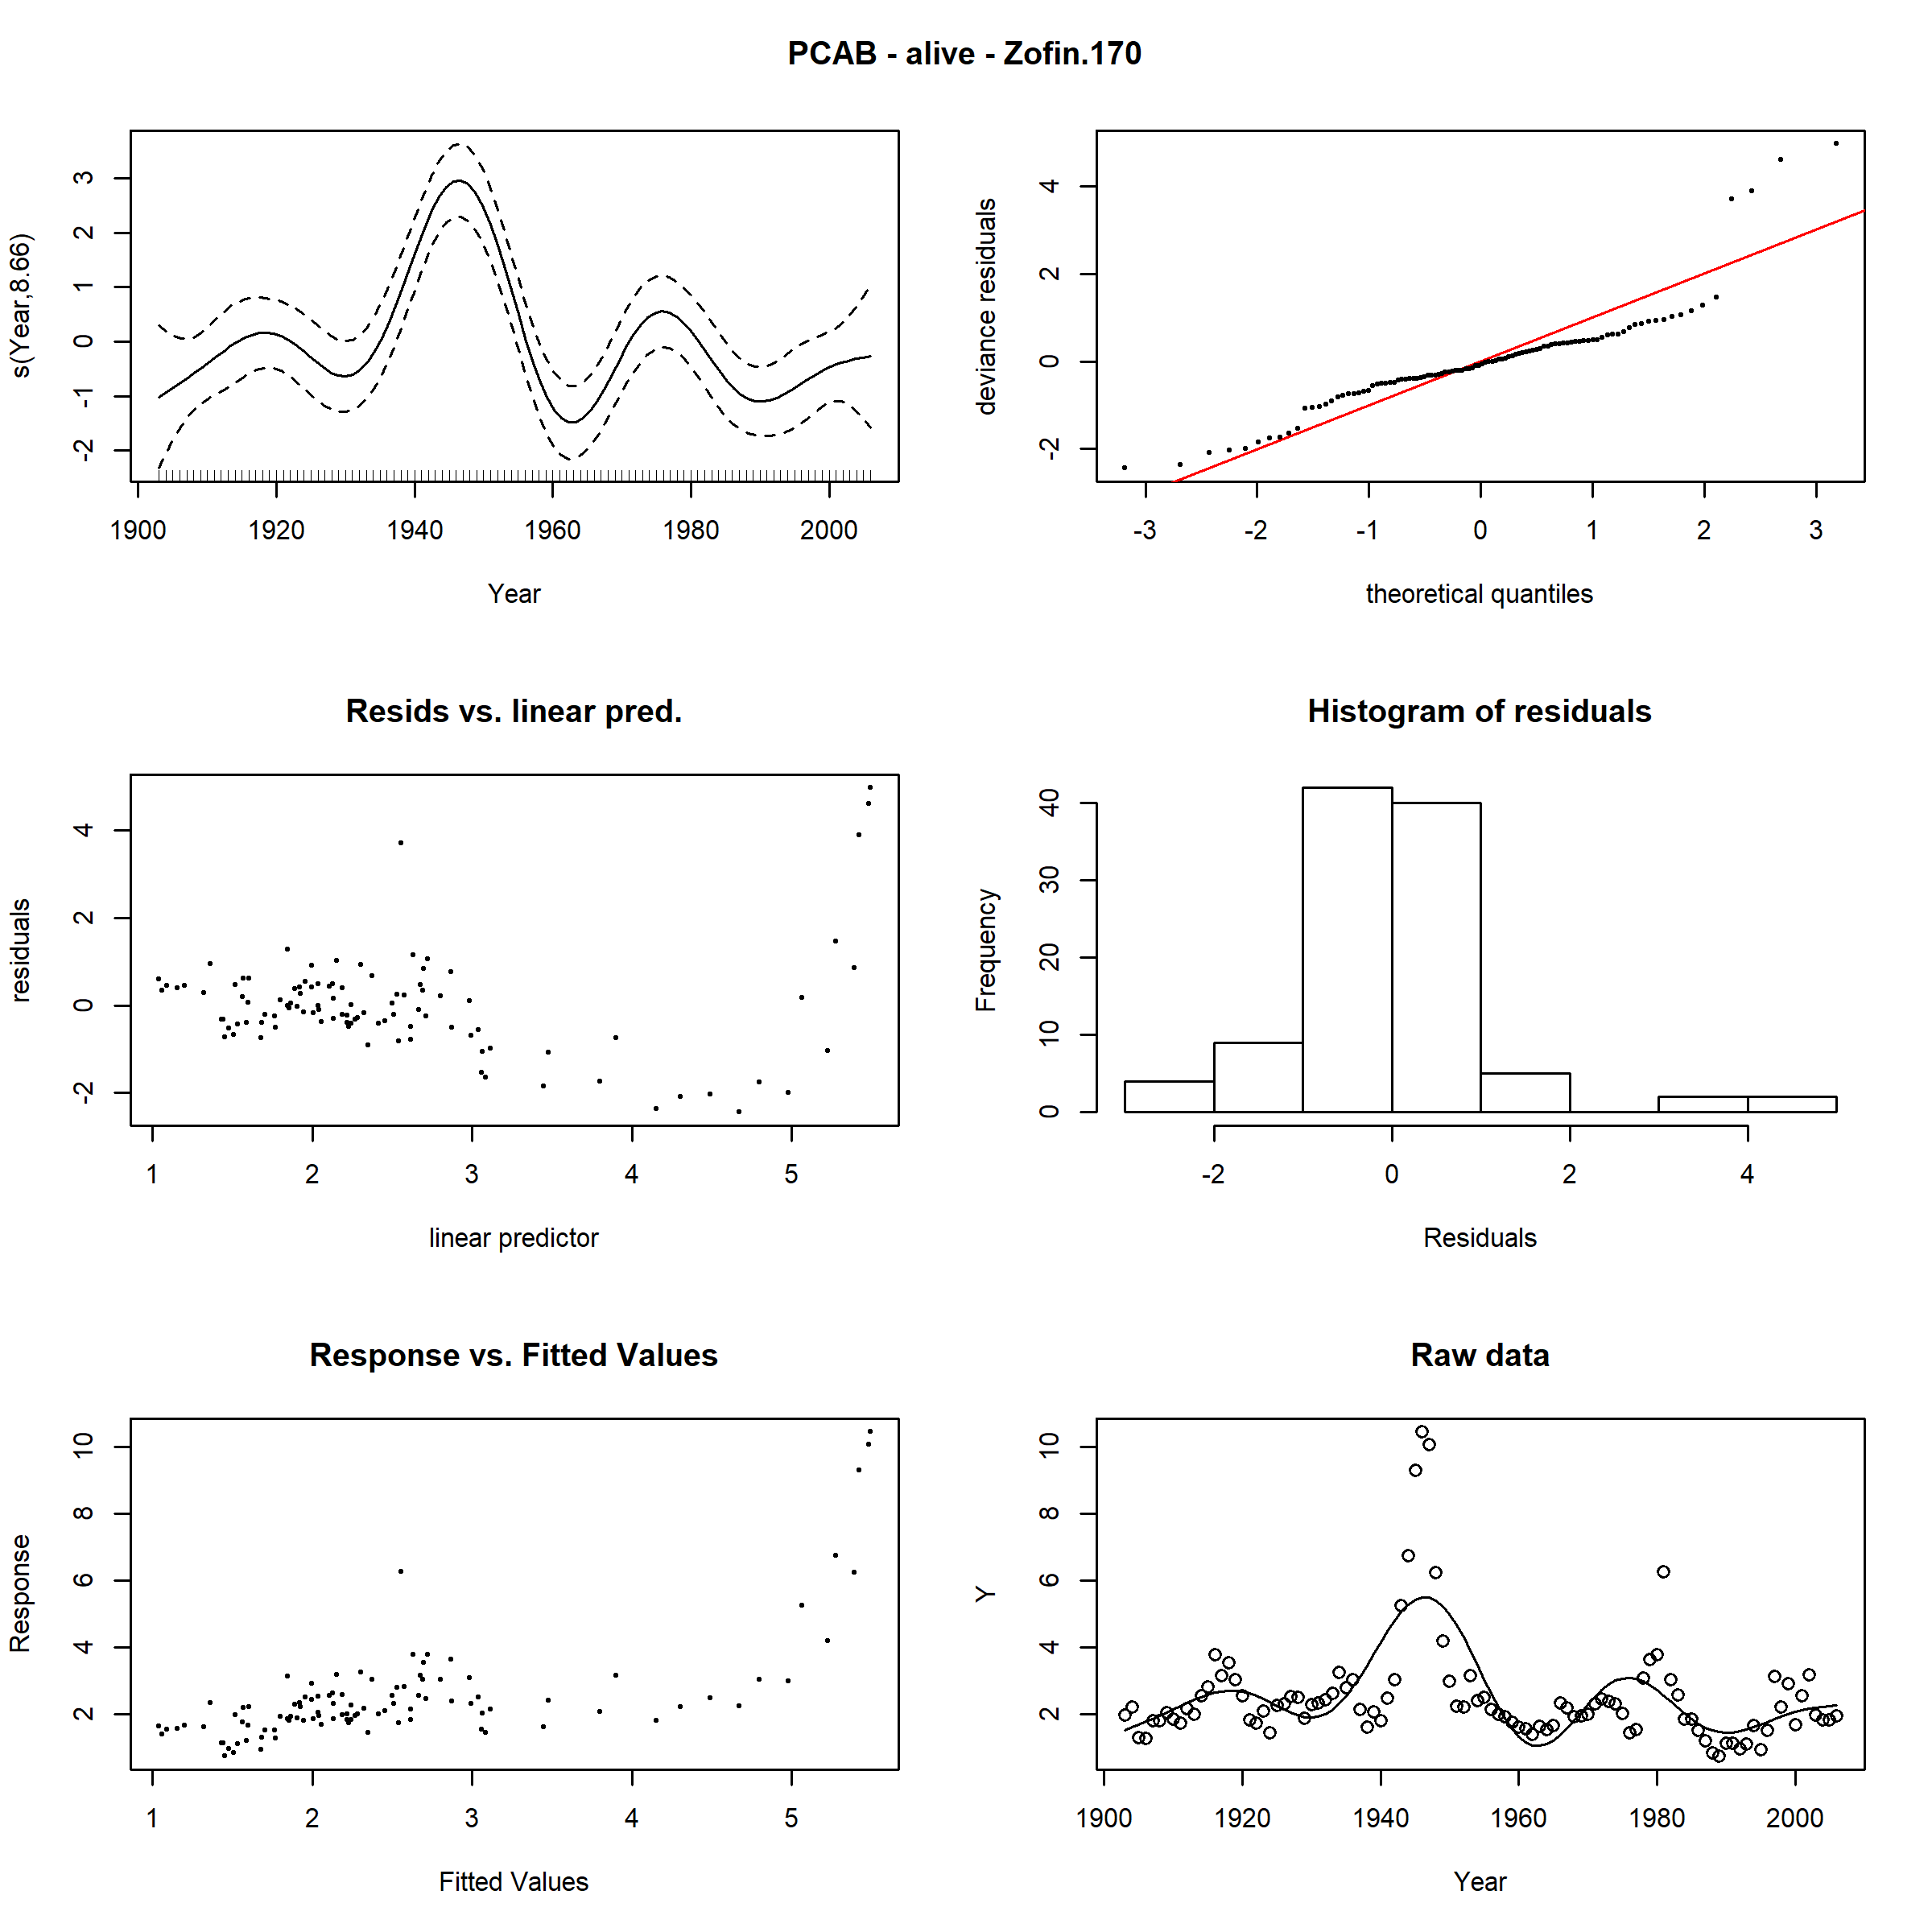 PCAB - alive - Zofin.170
s(Year,8.66)
3
2
1
0
-1
-2
1900 1920 1940 1960 1980 2000
Year
deviance residuals
4
2
0
-2
-3 -2 -1 0 1 2 3
theoretical quantiles
Resids vs. linear pred.
residuals
4
2
0
-2
1 2 3 4 5
linear predictor
Histogram of residuals
Frequency
40
30
20
10
0
-2 0 2 4
Residuals
Response vs. Fitted Values
Response
10
8
6
4
2
1 2 3 4 5
Fitted Values
Raw data
Y
10
8
6
4
2
1900 1920 1940 1960 1980 2000
Year